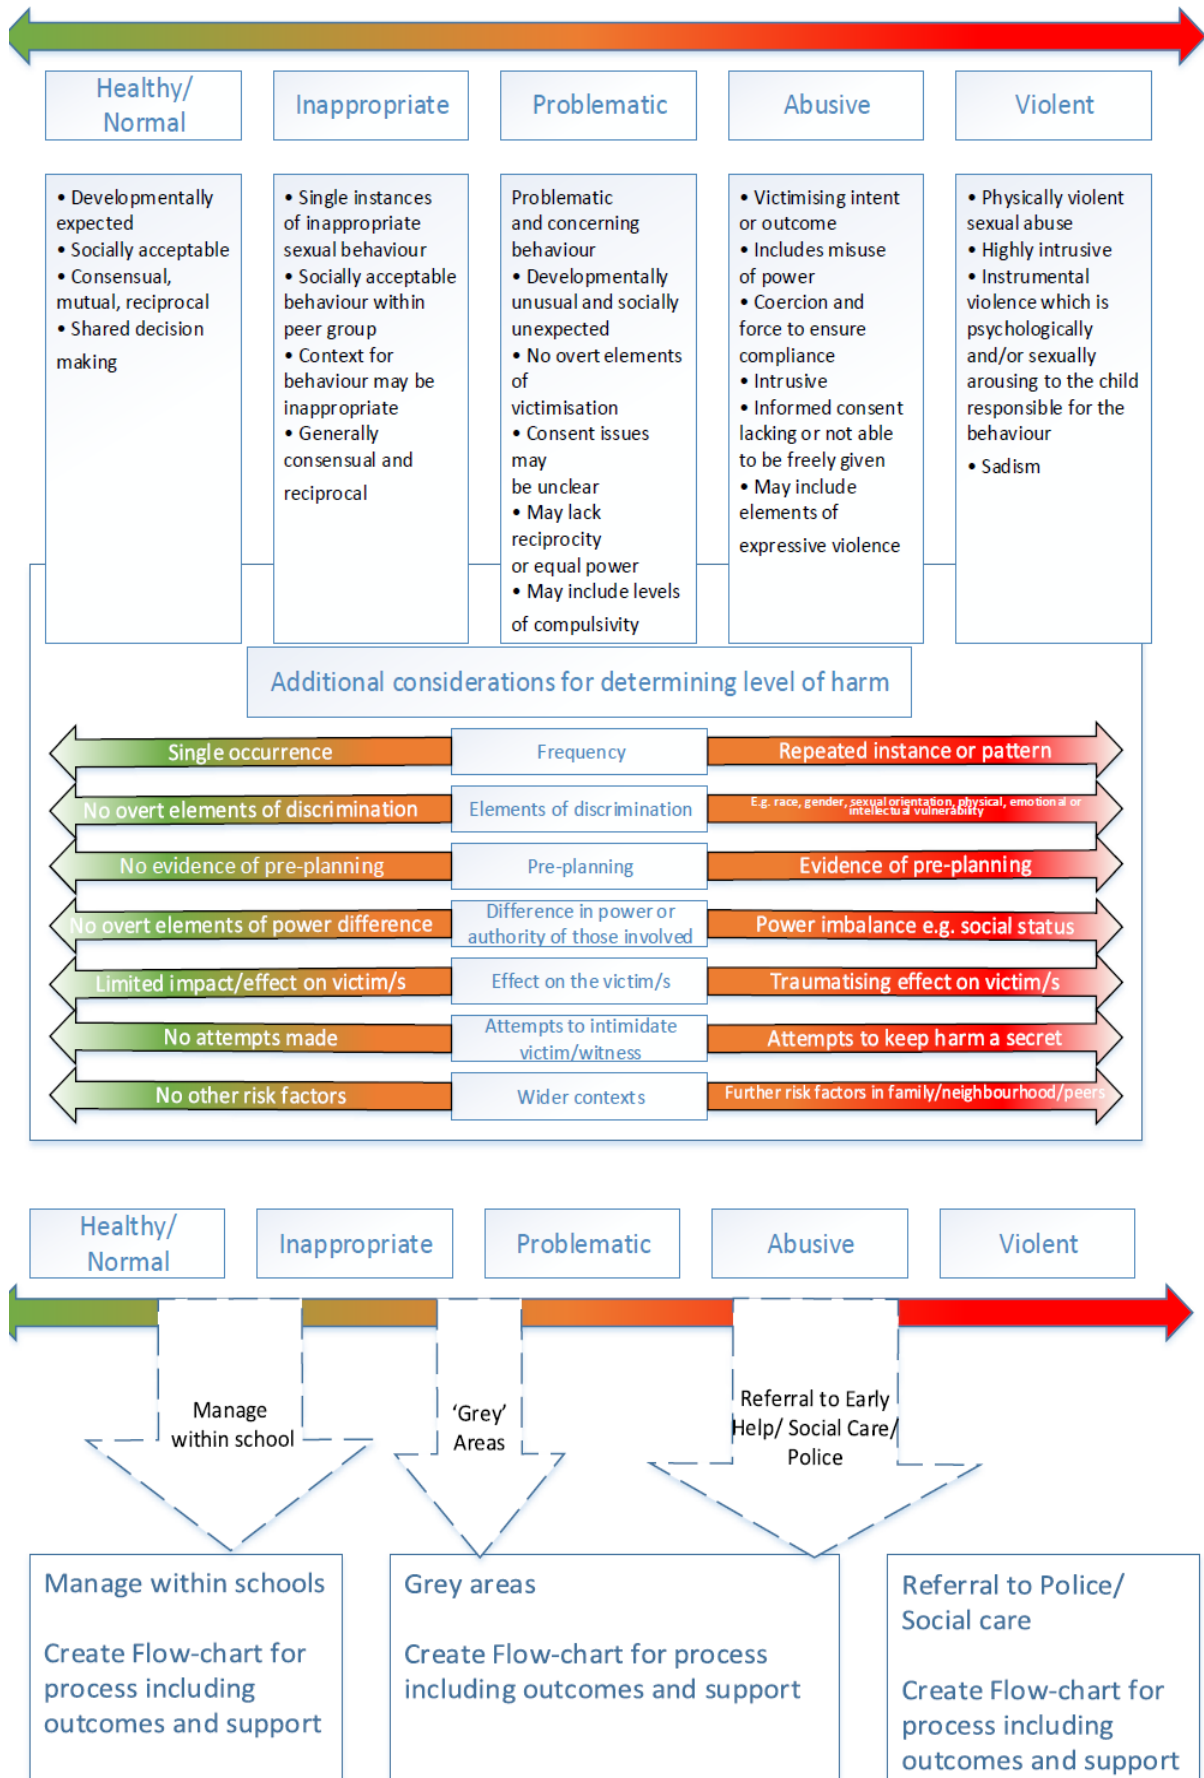 Healthy/
Normal
Inappropriate
Problematic
Abusive
Violent
• Developmentally
expected
• Socially acceptable
• Consensual,
mutual, reciprocal
• Shared decision
making
• Single instances
of inappropriate
sexual behaviour
• Socially acceptable
behaviour within
peer group
• Context for
behaviour may be
inappropriate
• Generally
consensual and
reciprocal
Problematic
and concerning
behaviour
• Developmentally
unusual and socially
unexpected
• No overt elements
of
victimisation
• Consent issues
may
be unclear
• May lack
reciprocity
or equal power
• May include levels
of compulsivity
• Victimising intent
or outcome
• Includes misuse
of power
• Coercion and
force to ensure
compliance
• Intrusive
• Informed consent
lacking or not able
to be freely given
• May include
elements of
expressive violence
• Physically violent
sexual abuse
• Highly intrusive
• Instrumental
violence which is
psychologically
and/or sexually
arousing to the child
responsible for the
behaviour
• Sadism
Additional considerations for determining level of harm
Single occurrence
Frequency
Repeated instance or pattern
No overt elements of discrimination
Elements of discrimination
E.g. race, gender, sexual orientation, physical, emotional or
intellectual vulnerability
No evidence of pre-planning
Pre-planning
Evidence of pre-planning
No overt elements of power difference
Difference in power or
authority of those involved
Power imbalance e.g. social status
Limited impact/effect on victim/s
Effect on the victim/s
Traumatising effect on victim/s
No attempts made
Attempts to intimidate
victim/witness
Attempts to keep harm a secret
No other risk factors
Wider contexts
Further risk factors in family/neighbourhood/peers
Healthy/
Normal
Inappropriate
Problematic
Abusive
Violent
Manage
within school
'Grey'
Areas
Referral to Early
Help/ Social Care/
Police
Manage within schools
Create Flow-chart for
process including
outcomes and support
Grey areas
Create Flow-chart for process
including outcomes and support
Referral to Police/
Social care
Create Flow-chart for
process including
outcomes and support